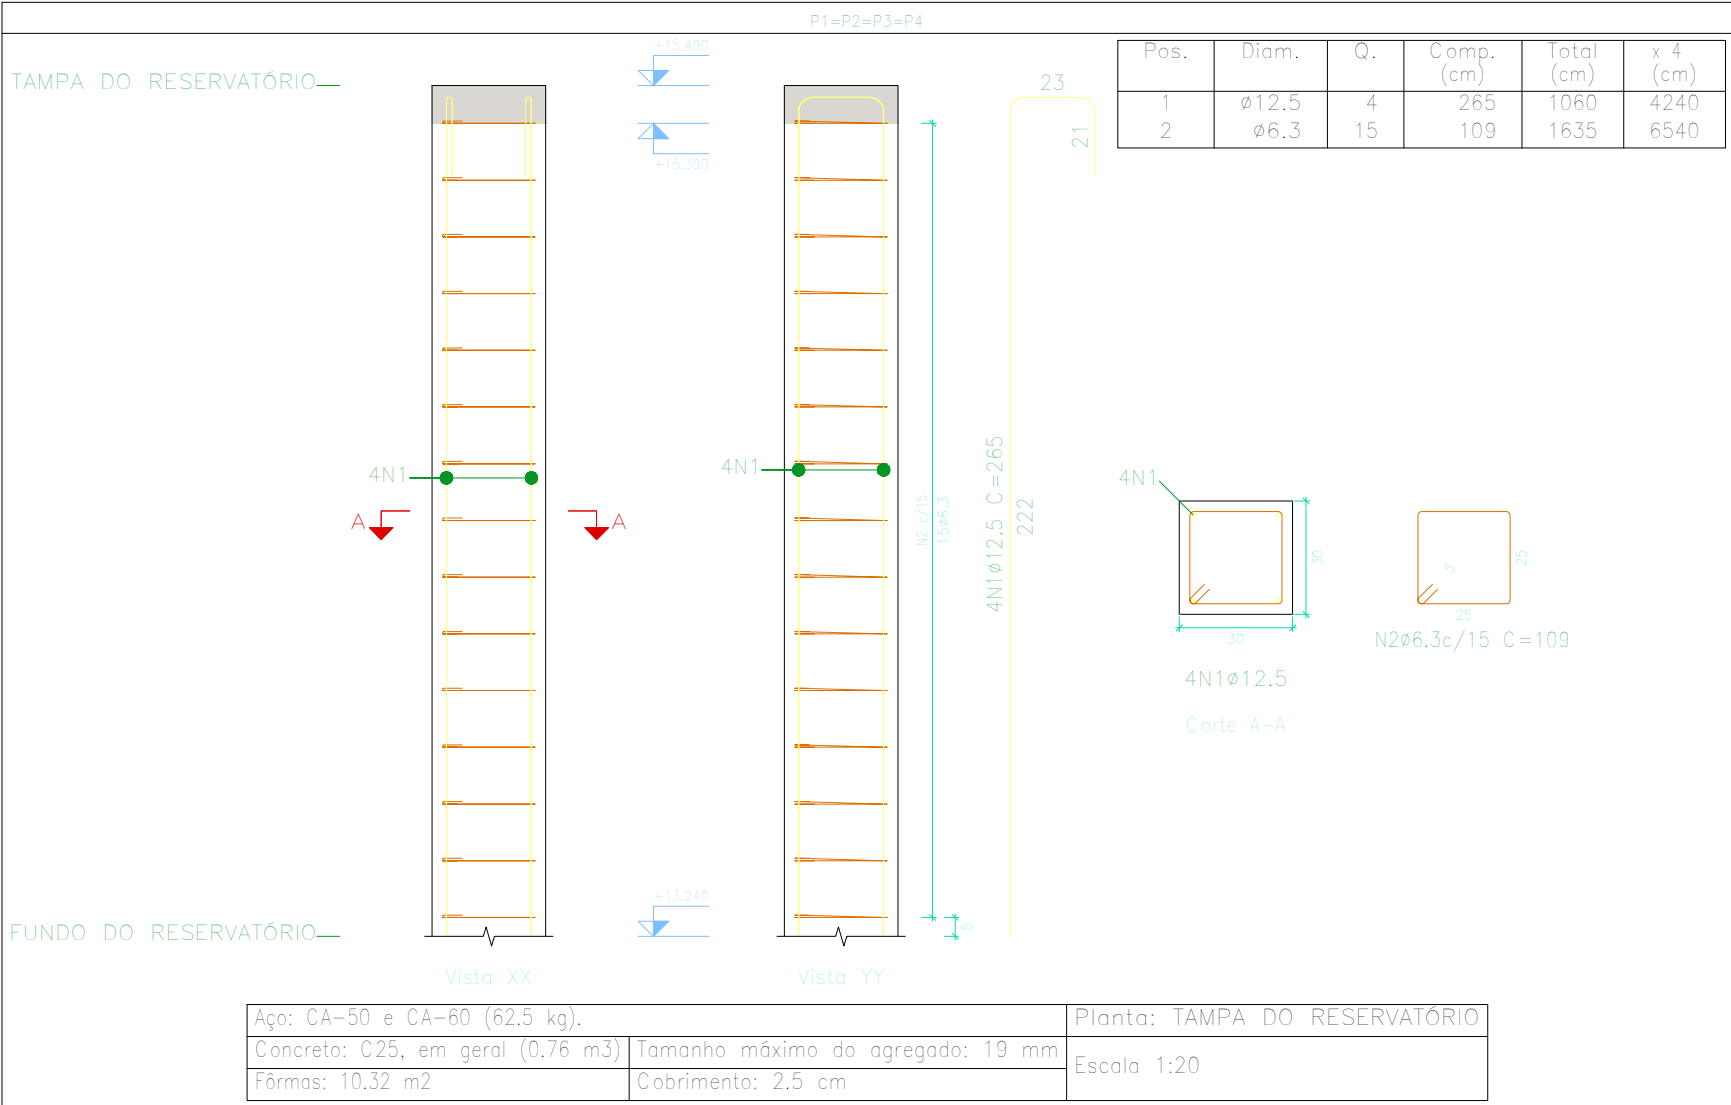 P1=P2=P3=P4
TAMPA DO RESERVATÓRIO
+15.490
+15.390
Pos. Diam. Q. Comp. (cm) Total (cm) x 4 (cm)
1 ø12.5 4 265 1060 4240
2 ø6.3 15 109 1635 6540
23
21
4N1
4N1
A A
N2 c/15
15ø6.3
4N1ø12.5 C=265
222
4N1
30
30
4N1ø12.5
Corte A-A
5
25
25
N2ø6.3c/15 C=109
+13.240
5
FUNDO DO RESERVATÓRIO
Vista XX
Vista YY
Aço: CA-50 e CA-60 (62.5 kg).
Concreto: C25, em geral (0.76 m3)
Tamanho máximo do agregado: 19 mm
Fôrmas: 10.32 m2
Cobrimento: 2.5 cm
Planta: TAMPA DO RESERVATÓRIO
Escala 1:20